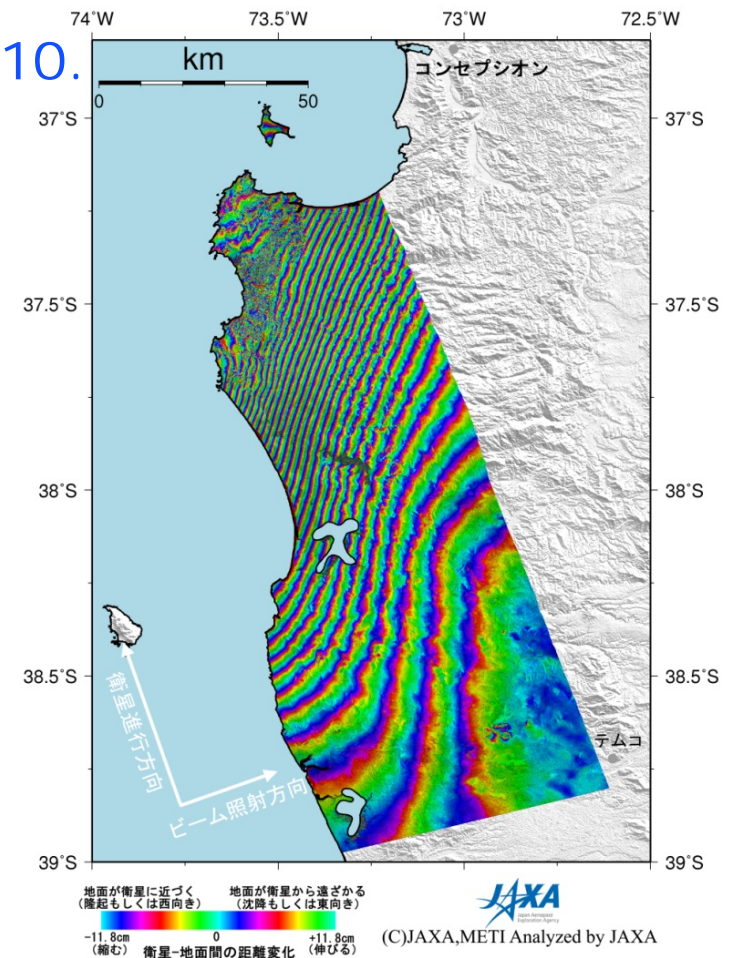 74°W 73.5°W 73°W 72.5°W
10.
km
0 50
コンセプシオン
37°S 37°S
37.5°S 37.5°S
38°S 38°S
38.5°S 38.5°S
衛星進行方向
ビーム照射方向
テムコ
39°S 39°S
地面が衛星に近づく 地面が衛星から遠ざかる
(隆起もしくは西向き) (沈降もしくは東向き)
-11.8cm 0 +11.8cm
(縮む) 衛星-地面間の距離変化 (伸びる)
JAXA
Japan Aerospace
Exploration Agency
(C)JAXA,METI Analyzed by JAXA